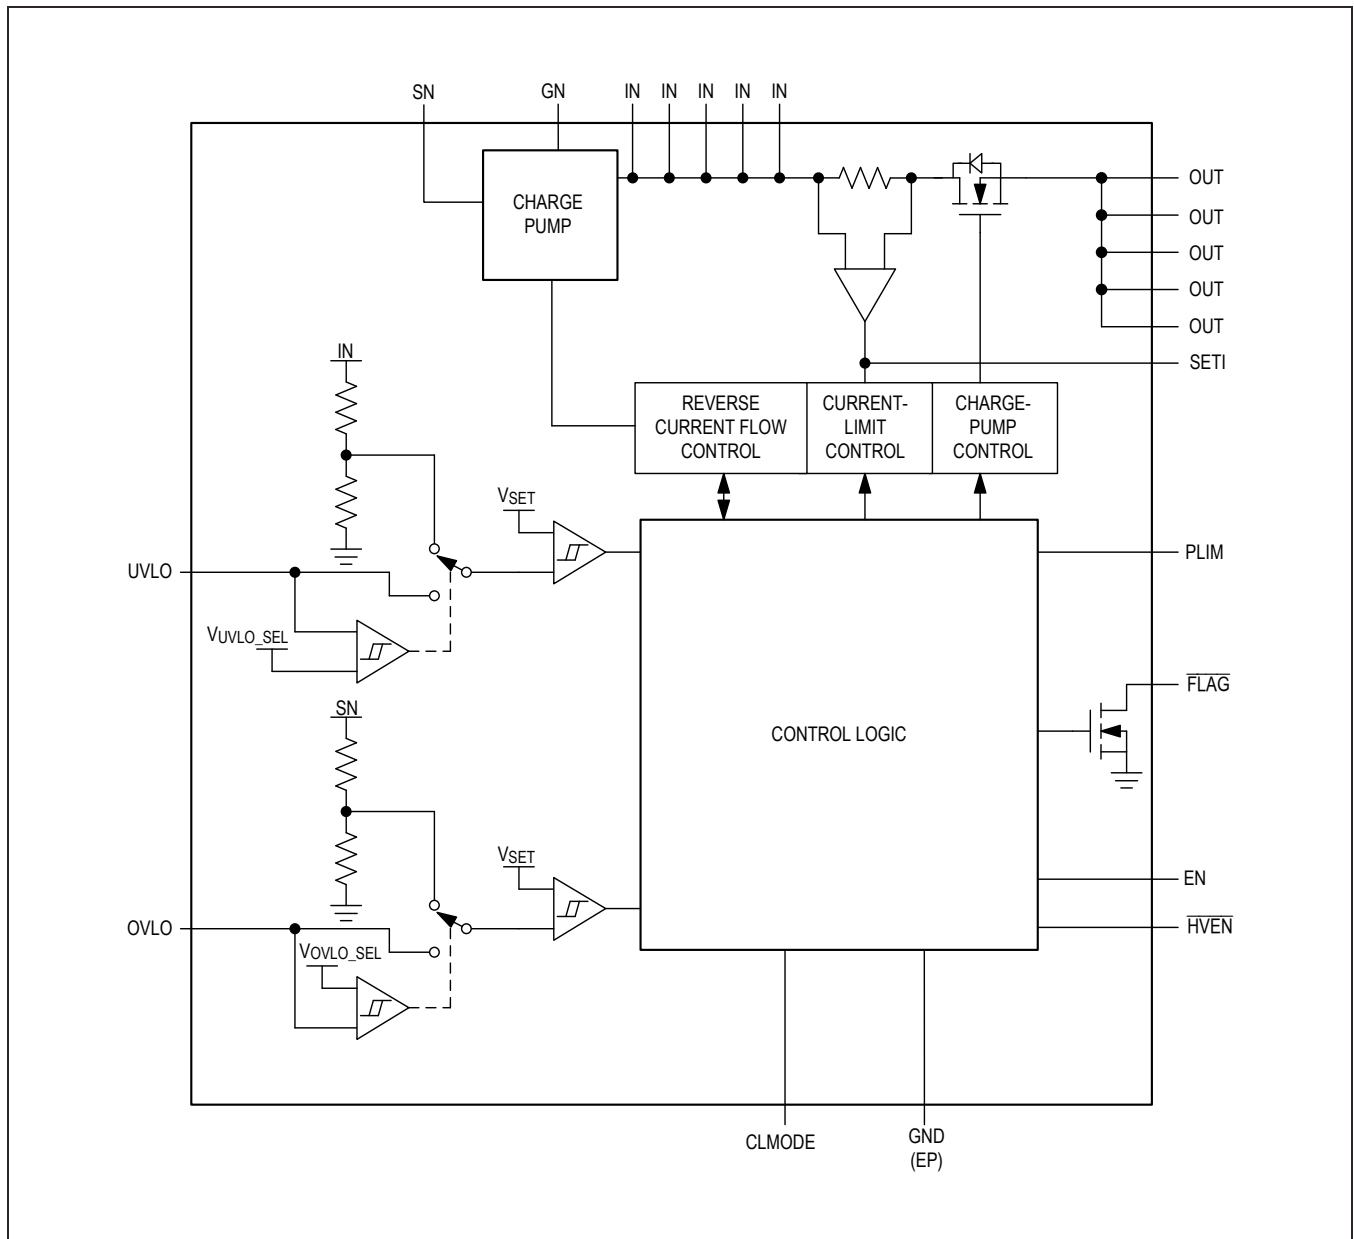 SN
GN
IN
IN
IN
IN
IN
CHARGE
PUMP
OUT
OUT
OUT
OUT
OUT
SETI
IN
REVERSE
CURRENT FLOW
CONTROL
CURRENT-
LIMIT
CONTROL
CHARGE-
PUMP
CONTROL
VSET
UVLO
VUVLO_SEL
PLIM
FLAG
SN
CONTROL LOGIC
VSET
OVLO
VOVLO_SEL
EN
HVEN
CLMODE
GND
(EP)